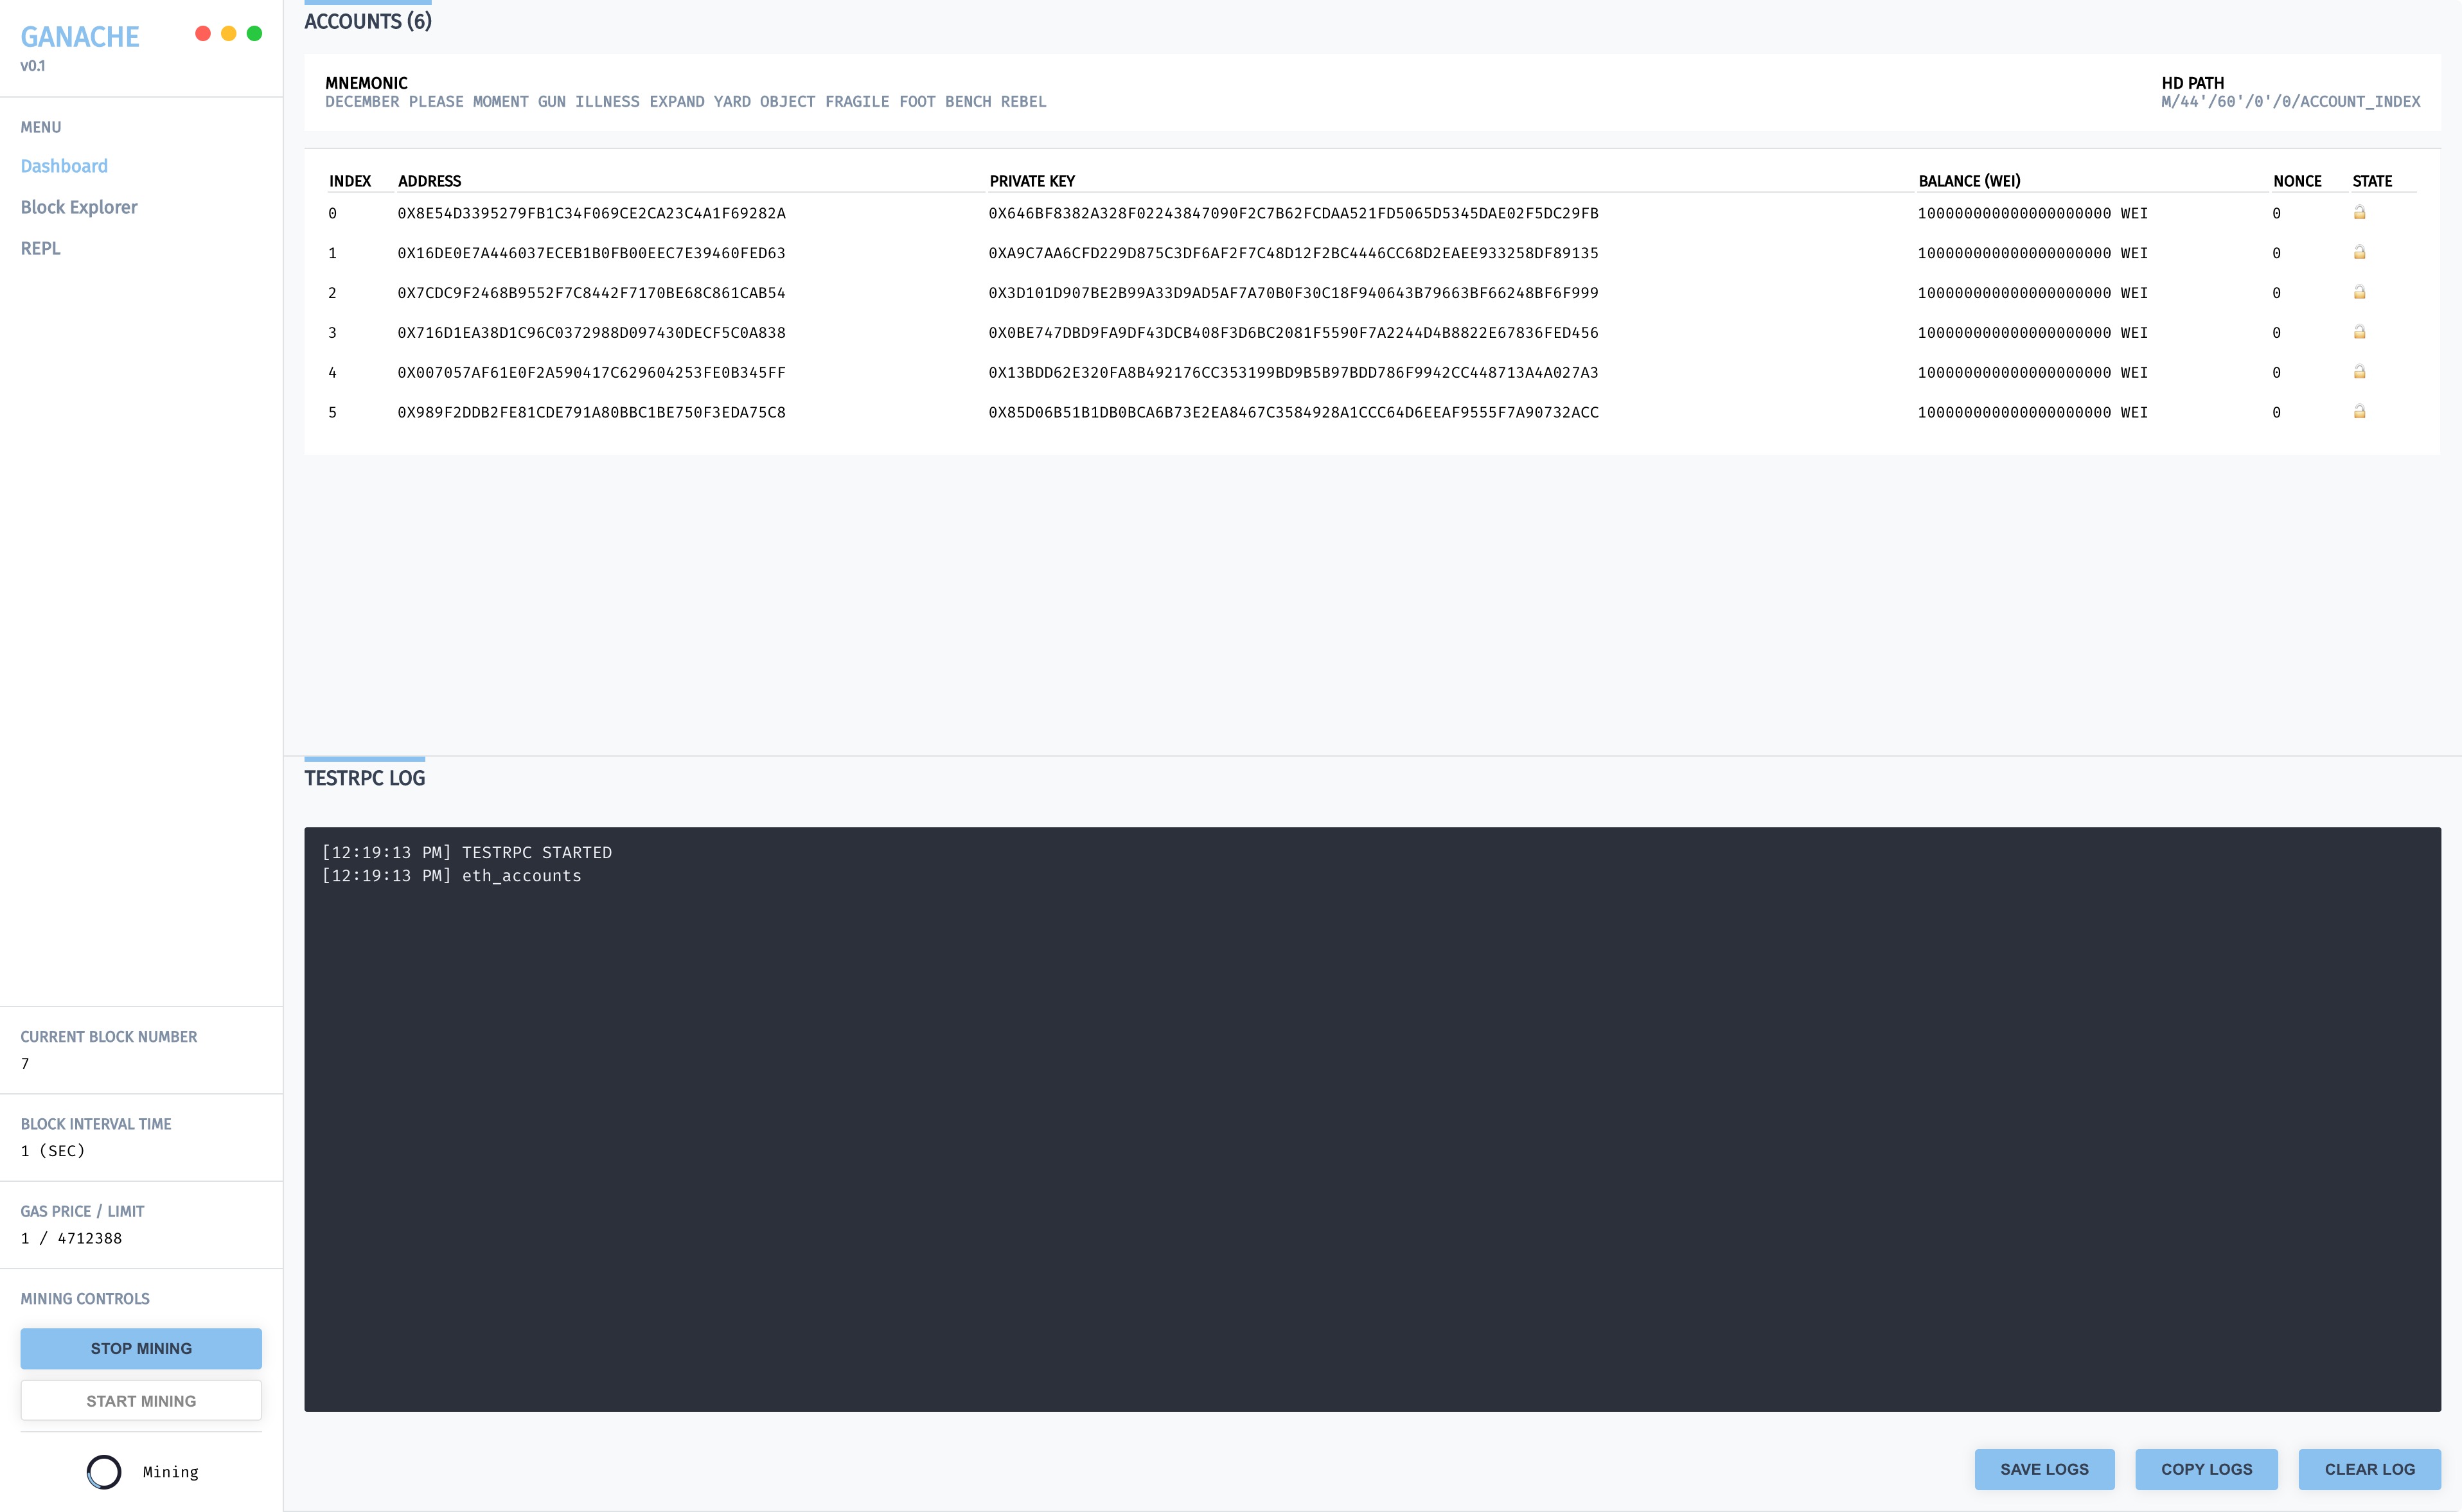 GANACHE
v0.1
MENU
Dashboard
Block Explorer
REPL
CURRENT BLOCK NUMBER
7
BLOCK INTERVAL TIME
1 (SEC)
GAS PRICE / LIMIT
1 / 4712388
MINING CONTROLS
STOP MINING
START MINING
Mining
ACCOUNTS (6)
MNEMONIC
DECEMBER PLEASE MOMENT GUN ILLNESS EXPAND YARD OBJECT FRAGILE FOOT BENCH REBEL
HD PATH
M/44'/60'/0'/0/ACCOUNT_INDEX
INDEX ADDRESS PRIVATE KEY BALANCE (WEI) NONCE STATE
0 0X8E54D3395279FB1C34F069CE2CA23C4A1F69282A 0X646BF8382A328F02243847090F2C7B62FCDAA521FD5065D5345DAE02F5DC29FB 100000000000000000000 WEI 0
1 0X16DE0E7A446037ECEB1B0FB00EEC7E39460FED63 0XA9C7AA6CFD229D875C3DF6AF2F7C48D12F2BC4446CC68D2EAEE933258DF89135 100000000000000000000 WEI 0
2 0X7CDC9F2468B9552F7C8442F7170BE68C861CAB54 0X3D101D907BE2B99A33D9AD5AF7A70B0F30C18F940643B79663BF66248BF6F999 100000000000000000000 WEI 0
3 0X716D1EA38D1C96C0372988D097430DECF5C0A838 0X0BE747DBD9FA9DF43DCB408F3D6BC2081F5590F7A2244D4B8822E67836FED456 100000000000000000000 WEI 0
4 0X007057AF61E0F2A590417C629604253FE0B345FF 0X13BDD62E320FA8B492176CC353199BD9B5B97BDD786F9942CC448713A4A027A3 100000000000000000000 WEI 0
5 0X989F2DDB2FE81CDE791A80BBC1BE750F3EDA75C8 0X85D06B51B1DB0BCA6B73E2EA8467C3584928A1CCC64D6EEAF9555F7A90732ACC 100000000000000000000 WEI 0
TESTRPC LOG
[12:19:13 PM] TESTRPC STARTED
[12:19:13 PM] eth_accounts
SAVE LOGS COPY LOGS CLEAR LOG